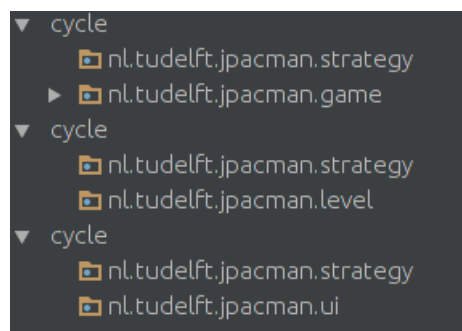 cycle
nl.tudelft.jpacman.strategy
nl.tudelft.jpacman.game
cycle
nl.tudelft.jpacman.strategy
nl.tudelft.jpacman.level
cycle
nl.tudelft.jpacman.strategy
nl.tudelft.jpacman.ui